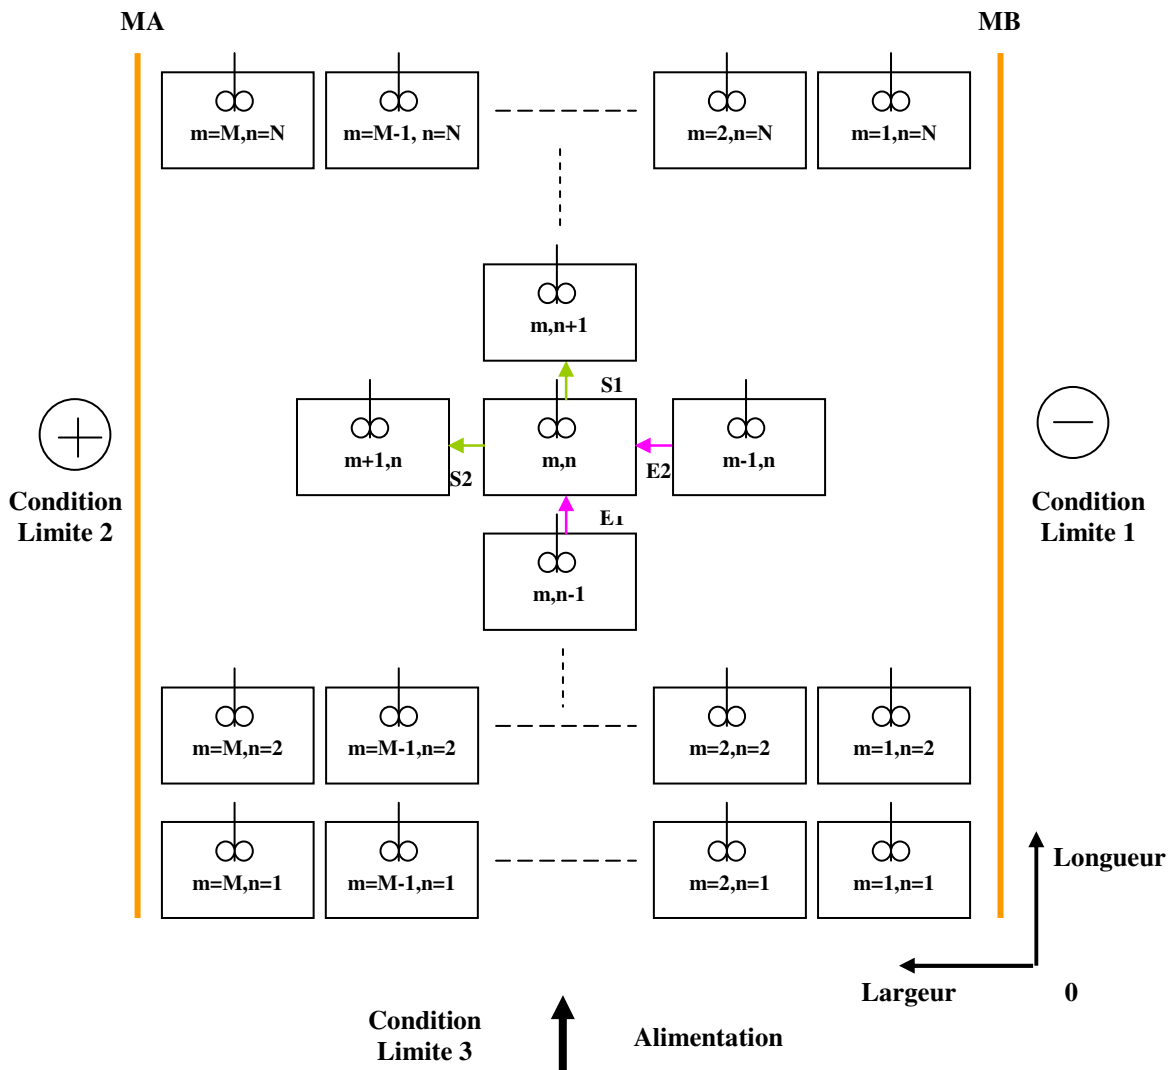 MA
MB
m=M,n=N
m=M-1, n=N
m=2,n=N
m=1,n=N
m,n+1
S1
m+1,n
m,n
m-1,n
S2
E2
Condition
Limite 2
Condition
Limite 1
E1
m,n-1
m=M,n=2
m=M-1,n=2
m=2,n=2
m=1,n=2
m=M,n=1
m=M-1,n=1
m=2,n=1
m=1,n=1
Longueur
Largeur
0
Condition
Limite 3
Alimentation